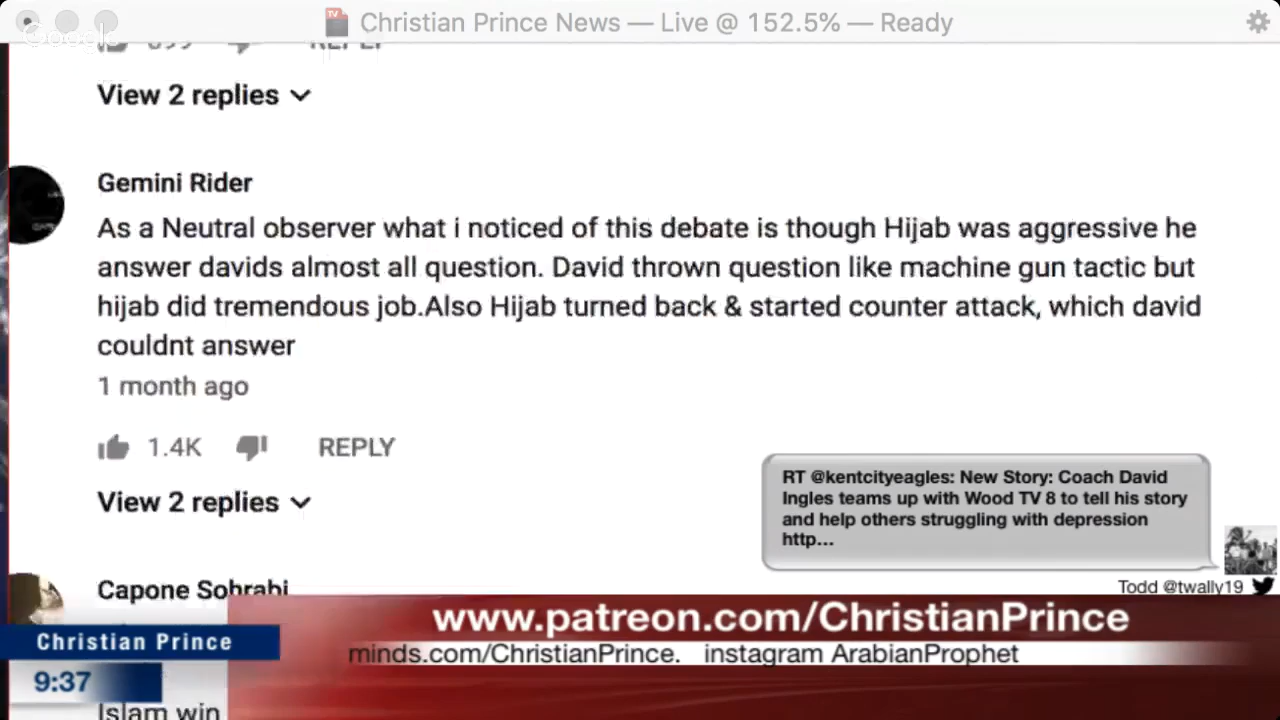 Christian Prince News — Live @ 152.5% — Ready
Google
REPLY
View 2 replies
Gemini Rider
As a Neutral observer what i noticed of this debate is though Hijab was aggressive he
answer davids almost all question. David thrown question like machine gun tactic but
hijab did tremendous job.Also Hijab turned back & started counter attack, which david
couldnt answer
1 month ago
1.4K REPLY
View 2 replies
RT @kentcityeagles: New Story: Coach David
Ingles teams up with Wood TV 8 to tell his story
and help others struggling with depression
http...
Todd @twally19
Capone Sohrabi
www.patreon.com/ChristianPrince
Christian Prince
minds.com/ChristianPrince. instagram ArabianProphet
9:37
Islam win